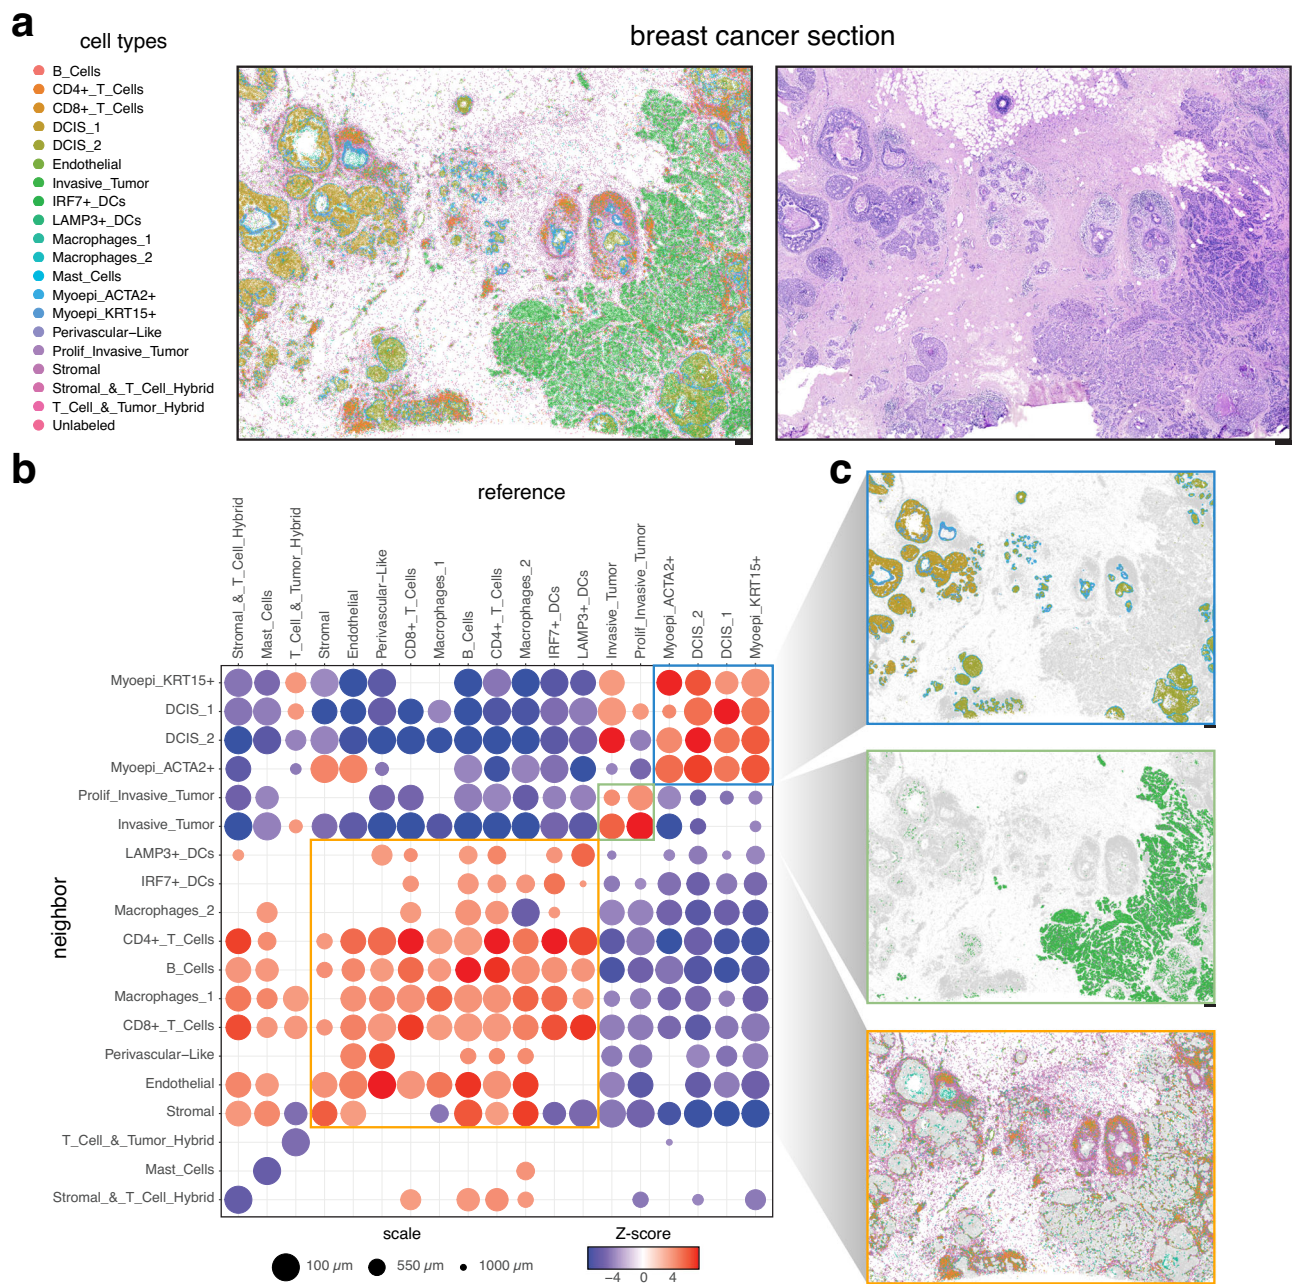 a
cell types
breast cancer section
B_Cells
CD4+_T_Cells
CD8+_T_Cells
DCIS_1
DCIS_2
Endothelial
Invasive_Tumor
IRF7+_DCs
LAMP3+_DCs
Macrophages_1
Macrophages_2
Mast_Cells
Myoepi_ACTA2+
Myoepi_KRT15+
Perivascular–Like
Prolif_Invasive_Tumor
Stromal
Stromal_&_T_Cell_Hybrid
T_Cell_&_Tumor_Hybrid
Unlabeled
b
reference
Stromal_&_T_Cell_Hybrid
Mast_Cells
T_Cell_&_Tumor_Hybrid
Stromal
Endothelial
Perivascular–Like
CD8+_T_Cells
Macrophages_1
B_Cells
CD4+_T_Cells
Macrophages_2
IRF7+_DCs
LAMP3+_DCs
Invasive_Tumor
Prolif_Invasive_Tumor
Myoepi_ACTA2+
DCIS_2
DCIS_1
Myoepi_KRT15+
neighbor
Myoepi_KRT15+
DCIS_1
DCIS_2
Myoepi_ACTA2+
Prolif_Invasive_Tumor
Invasive_Tumor
LAMP3+_DCs
IRF7+_DCs
Macrophages_2
CD4+_T_Cells
B_Cells
Macrophages_1
CD8+_T_Cells
Perivascular–Like
Endothelial
Stromal
T_Cell_&_Tumor_Hybrid
Mast_Cells
Stromal_&_T_Cell_Hybrid
scale
100 µm 550 µm 1000 µm
Z-score
−4 0 4
c